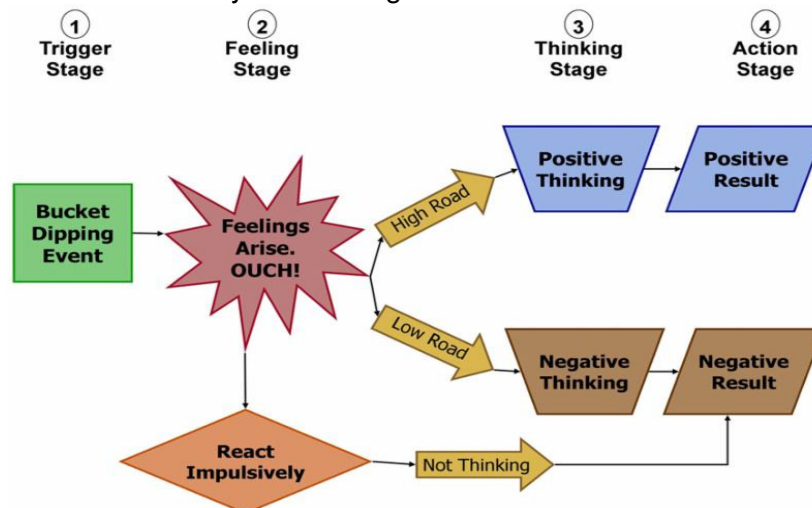 1
Trigger
Stage
2
Feeling
Stage
3
Thinking
Stage
4
Action
Stage
Bucket
Dipping
Event
Feelings
Arise.
OUCH!
High Road
Positive
Thinking
Positive
Result
Low Road
Negative
Thinking
Negative
Result
React
Impulsively
Not Thinking